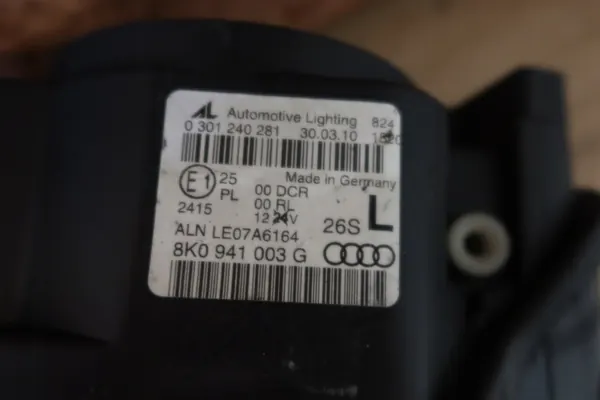 AL Automotive Lighting 824
0 301 240 281 30.03.10
E1 25 00 DCR Made in Germany
PL 00 RL
2415 12 24V 26S L
ALN LE07A6164
8K0 941 003 G